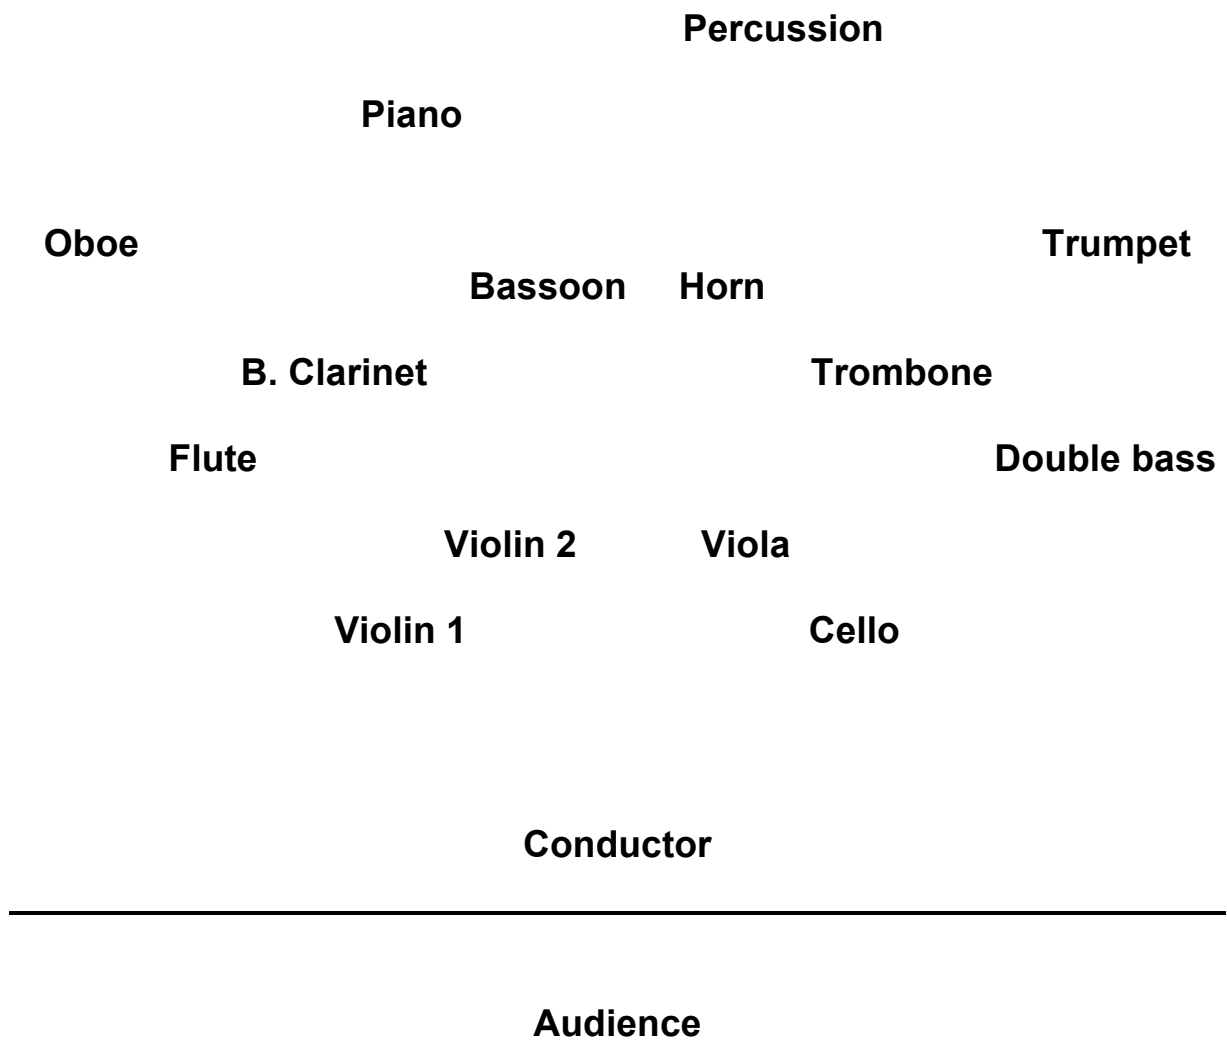 Percussion
Piano
Oboe
Trumpet
Bassoon
Horn
B. Clarinet
Trombone
Flute
Double bass
Violin 2
Viola
Violin 1
Cello
Conductor
Audience